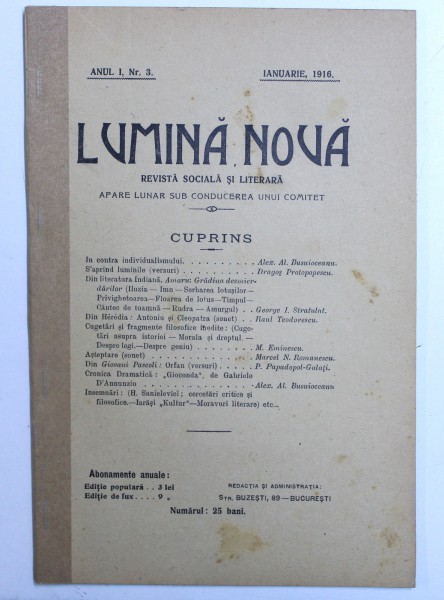 ANUL I, Nr. 3.
IANUARIE, 1916.
LUMINĂ NOUĂ
REVISTĂ SOCIALĂ ȘI LITERARĂ
APARE LUNAR SUB CONDUCEREA UNUI COMITET
CUPRINS
In contra individualismului. . . . . . . . . . Alex. Al. Busuioceanu.
S'aprind luminile (versuri) . . . . . . . . . . Dragoș Protopopescu.
Din literatura Indiană, Amaru: Grădina desmier-
dărilor (Iluzia — Imn — Serbarea lotușilor —
Privighetoarea—Floarea de lotus—Timpul—
Cântec de toamnă — Rudra — Amurgul) . . George I. Stratulat.
Din Hérédia: Antoniu și Cleopatra (sonet) . . Raul Teodorescu.
Cugetări și fragmente filosofice inedite: (Cuge-
tări asupra istoriei — Morala și dreptul. —
Despre legi.—Despre geniu) . . . . . . . M. Eminescu.
Așteptare (sonet) . . . . . . . . . . . Marcel N. Romanescu.
Din Giovani Pascoli: Orfan (versuri) . . . . . P. Papadopol-Galați.
Cronica Dramatică: „Gioconda", de Gabriele
D'Annunzio . . . . . . . . . . . . . Alex. Al. Busuioceanu
Insemnări: (H. Sanielevici; cercetări critice și
filosofice.—Iarăși „Kultur"—Moravuri literare) etc...
Abonamente anuale:
Ediție populară . . 3 lei
Ediție de lux . . . . 9 „
REDACȚIA ȘI ADMINISTRAȚIA:
STR. BUZEȘTI, 89—BUCUREȘTI
Numărul: 25 bani.